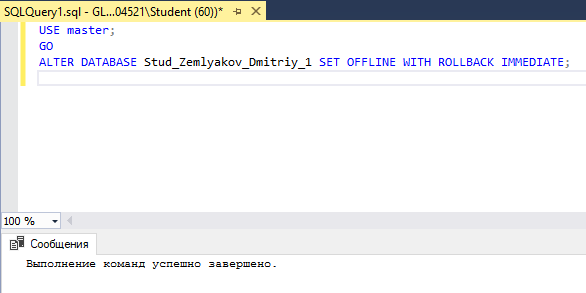 SQLQuery1.sql - GL...04521\Student (60))*
USE master;
GO
ALTER DATABASE Stud_Zemlyakov_Dmitriy_1 SET OFFLINE WITH ROLLBACK IMMEDIATE;
100 %
Сообщения
Выполнение команд успешно завершено.